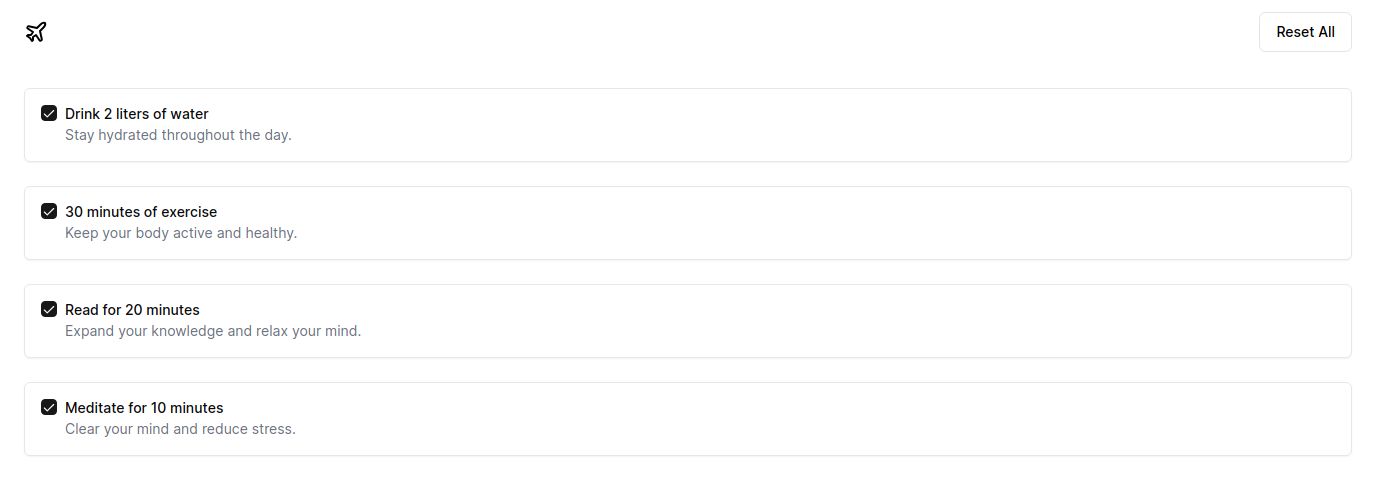 Reset All
Drink 2 liters of water
Stay hydrated throughout the day.
30 minutes of exercise
Keep your body active and healthy.
Read for 20 minutes
Expand your knowledge and relax your mind.
Meditate for 10 minutes
Clear your mind and reduce stress.